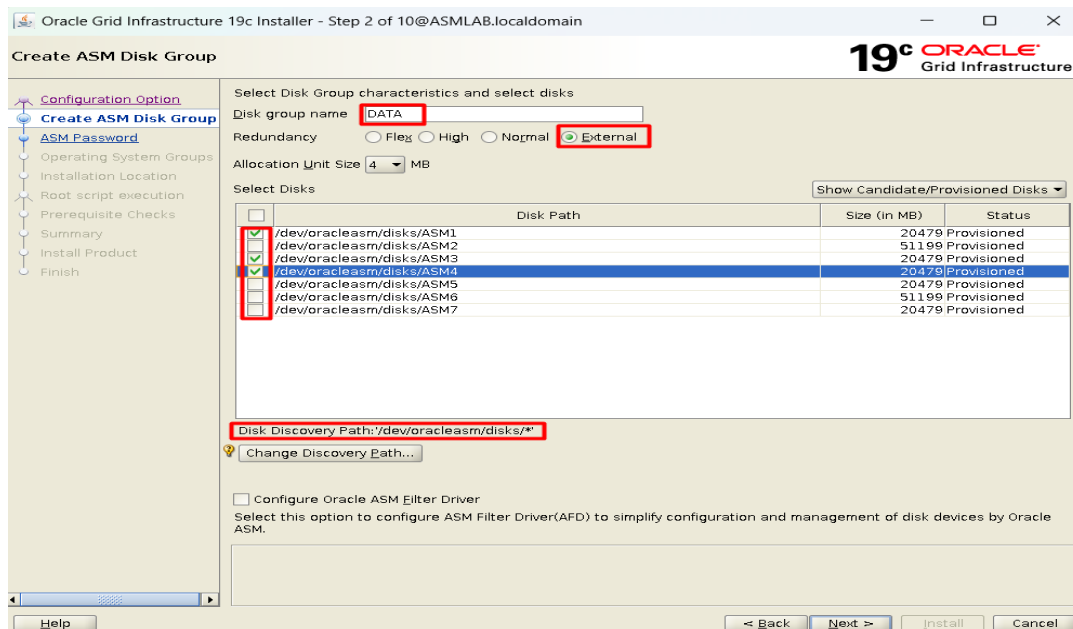 Oracle Grid Infrastructure 19c Installer - Step 2 of 10@ASMLAB.localdomain
Create ASM Disk Group
19c ORACLE
Grid Infrastructure
Configuration Option
Create ASM Disk Group
ASM Password
Operating System Groups
Installation Location
Root script execution
Prerequisite Checks
Summary
Install Product
Finish
Select Disk Group characteristics and select disks
Disk group name DATA
Redundancy Flex High Normal External
Allocation Unit Size 4 MB
Select Disks Show Candidate/Provisioned Disks
Disk Path Size (in MB) Status
/dev/oracleasm/disks/ASM1 20479 Provisioned
/dev/oracleasm/disks/ASM2 51199 Provisioned
/dev/oracleasm/disks/ASM3 20479 Provisioned
/dev/oracleasm/disks/ASM4 20479 Provisioned
/dev/oracleasm/disks/ASM5 20479 Provisioned
/dev/oracleasm/disks/ASM6 51199 Provisioned
/dev/oracleasm/disks/ASM7 20479 Provisioned
Disk Discovery Path:'/dev/oracleasm/disks/*'
Change Discovery Path...
Configure Oracle ASM Filter Driver
Select this option to configure ASM Filter Driver(AFD) to simplify configuration and management of disk devices by Oracle
ASM.
Help < Back Next > Install Cancel